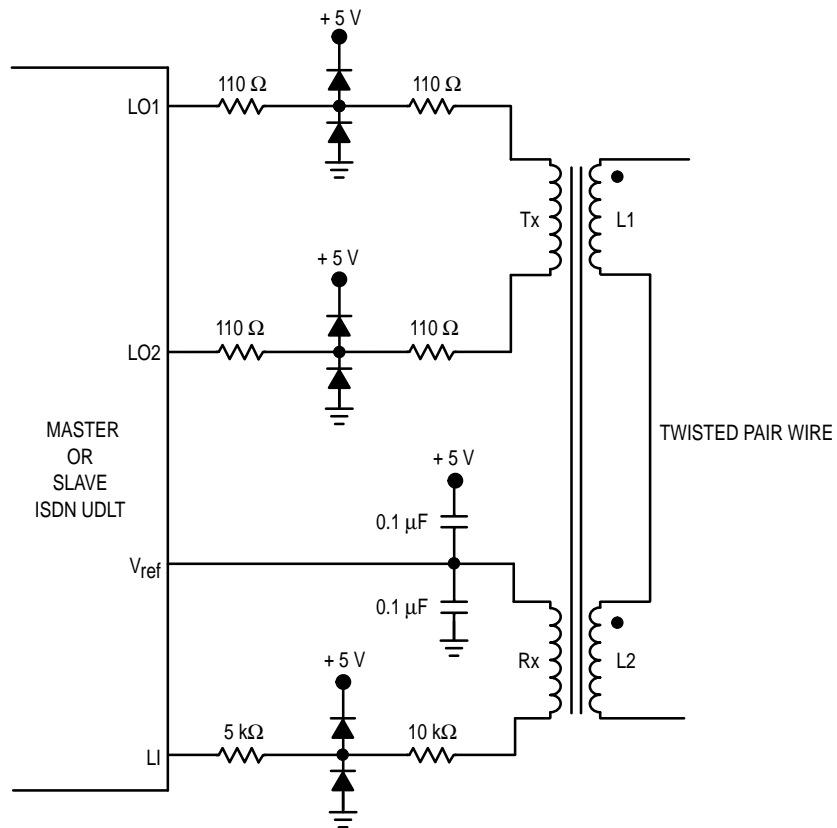 + 5 V
110 Ω
110 Ω
LO1
Tx
L1
+ 5 V
110 Ω
110 Ω
LO2
MASTER
OR
SLAVE
ISDN UDLT
TWISTED PAIR WIRE
+ 5 V
0.1 µF
Vref
0.1 µF
Rx
L2
+ 5 V
5 kΩ
10 kΩ
LI